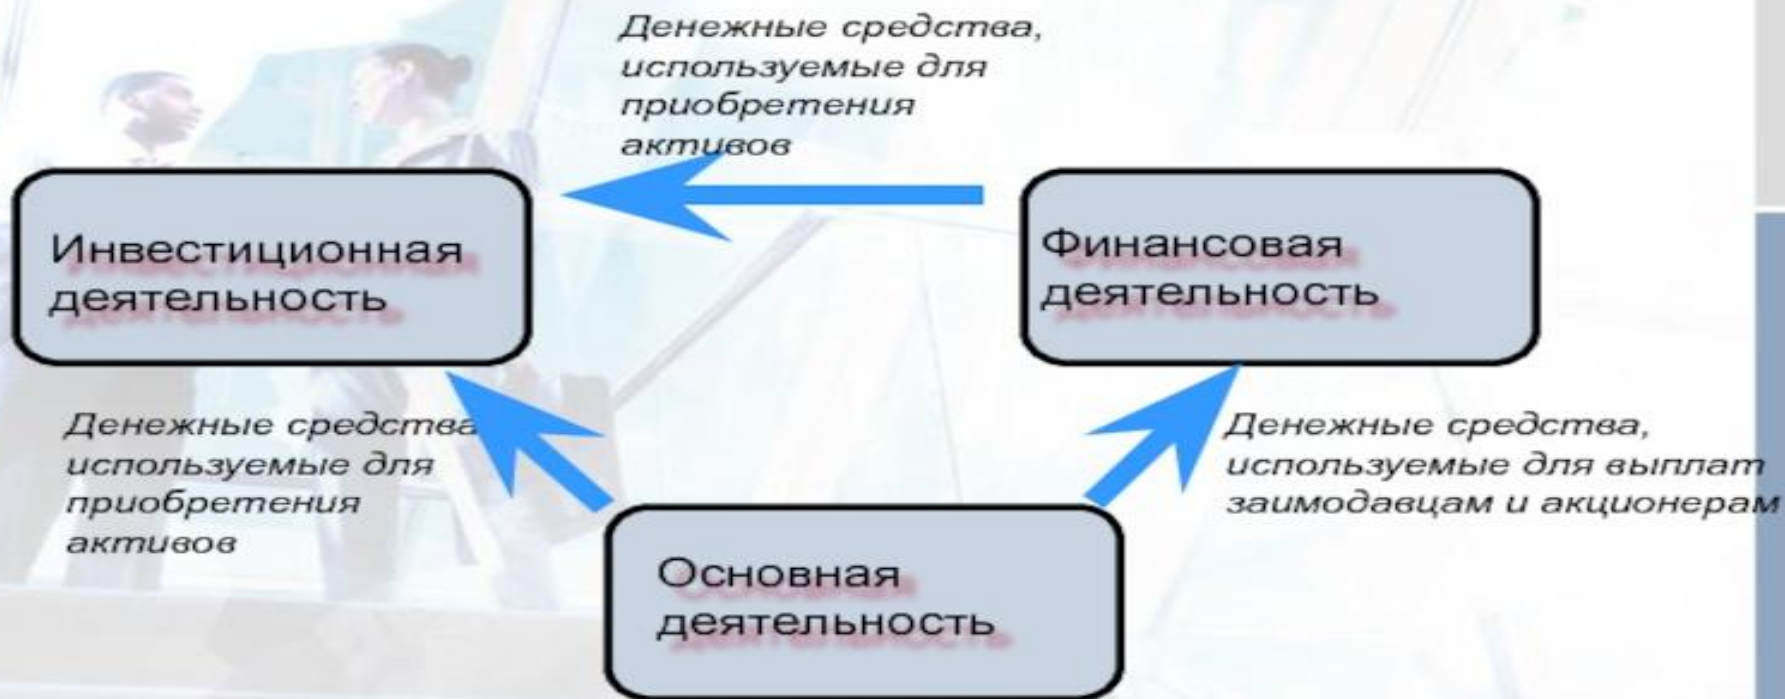 Денежные средства,
используемые для
приобретения
активов
Инвестиционная
деятельность
Финансовая
деятельность
Денежные средства
используемые для
приобретения
активов
Денежные средства,
используемые для выплат
заимодавцам и акционерам
Основная
деятельность